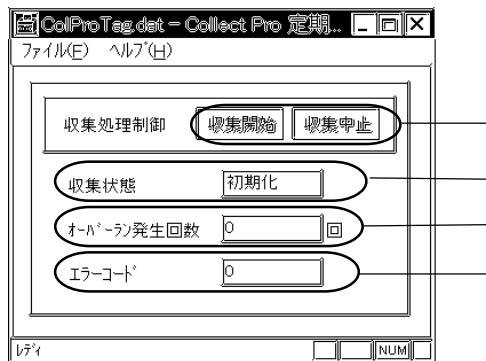 ColProTag.dat - Collect Pro 定期...
ファイル(F) ヘルプ(H)
収集処理制御 収集開始 収集中止
収集状態 初期化
オーバーラン発生回数 0 回
エラーコード 0
レディ NUM